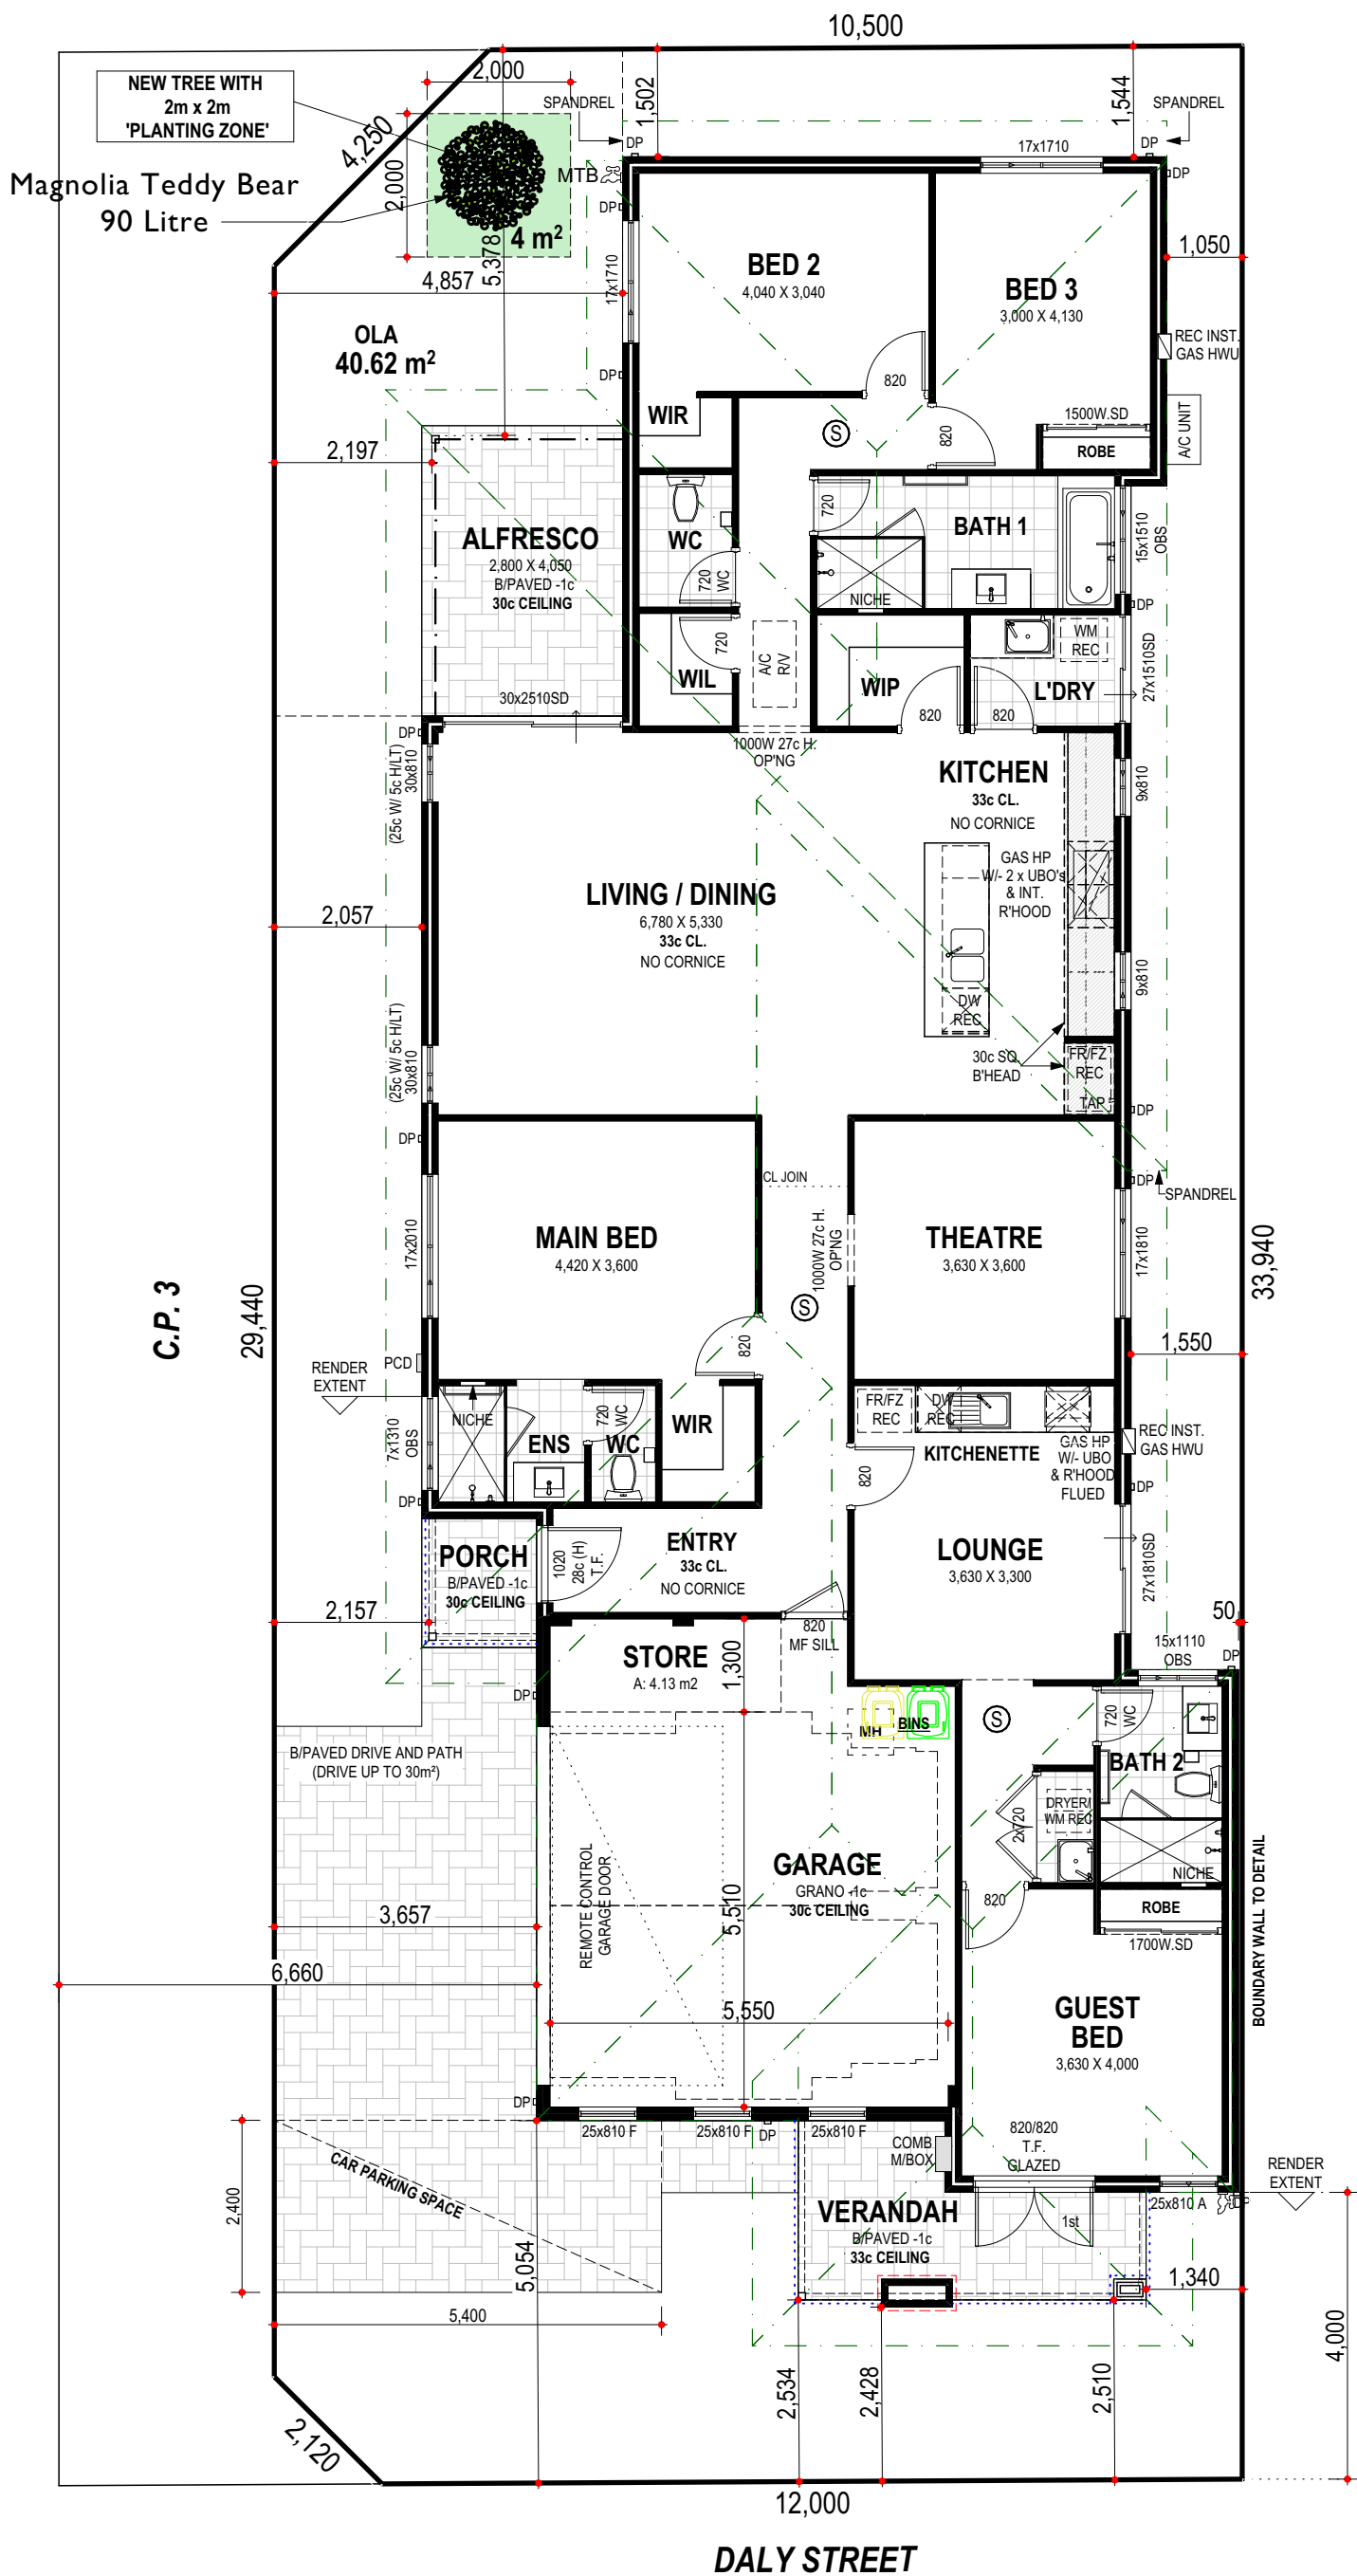 10,500
NEW TREE WITH
2m x 2m
'PLANTING ZONE'
2,000
SPANDREL
1,502
1,544
SPANDREL
4,250
DP
17x1710
DP
Magnolia Teddy Bear
90 Litre
2,000
MTB
DP
DP
4 m²
5,378
1,050
4,857
17x1710
BED 2
4,040 X 3,040
BED 3
3,000 X 4,130
OLA
40.62 m²
REC INST.
GAS HWU
DP
820
WIR
S
820
1500W.SD
ROBE
A/C UNIT
2,197
ALFRESCO
2,800 X 4,050
B/PAVED -1c
30c CEILING
WC
720
WC
720
BATH 1
15x1510
OBS
NICHE
DP
720
WIL
A/C
R/V
WIP
WM
REC
L'DRY
27x1510SD
30x2510SD
820
820
DP
1000W 27c H.
OP'NG
(25c W/ 5c H/LT)
30x810
KITCHEN
33c CL.
NO CORNICE
9x810
GAS HP
W/- 2 x UBO's
& INT.
R'HOOD
LIVING / DINING
6,780 X 5,330
33c CL.
NO CORNICE
2,057
9x810
DW
REC
(25c W/ 5c H/LT)
30x810
30c SQ.
B'HEAD
FR/FZ
REC
TAP
DP
DP
CL JOIN
DP
SPANDREL
MAIN BED
4,420 X 3,600
17x2010
1000W 27c H.
OP'NG
THEATRE
3,630 X 3,600
17x1810
S
C.P. 3
29,440
33,940
1,550
820
PCD
RENDER
EXTENT
NICHE
720
WC
WIR
FR/FZ
REC
DW
REC
7x1310
OBS
ENS
WC
KITCHENETTE
GAS HP
W/- UBO
& R'HOOD
FLUED
REC INST.
GAS HWU
820
DP
DP
PORCH
B/PAVED -1c
30c CEILING
1020
28c (H)
T.F.
ENTRY
33c CL.
NO CORNICE
LOUNGE
3,630 X 3,300
27x1810SD
2,157
50
820
MF SILL
STORE
A: 4.13 m2
1,300
15x1110
OBS
DP
DP
MH
BINS
S
720
WC
BATH 2
B/PAVED DRIVE AND PATH
(DRIVE UP TO 30m²)
2x720
DRYER/
WM REC
NICHE
REMOTE CONTROL
GARAGE DOOR
GARAGE
GRANO -1c
30c CEILING
5,510
820
ROBE
1700W.SD
BOUNDARY WALL TO DETAIL
3,657
6,660
5,550
GUEST
BED
3,630 X 4,000
DP
25x810 F
25x810 F
DP
25x810 F
COMB
M/BOX
820/820
T.F.
GLAZED
RENDER
EXTENT
CAR PARKING SPACE
2,400
VERANDAH
B/PAVED -1c
33c CEILING
1st
25x810 A
DP
5,054
1,340
5,400
4,000
2,534
2,428
2,510
2,120
12,000
DALY STREET